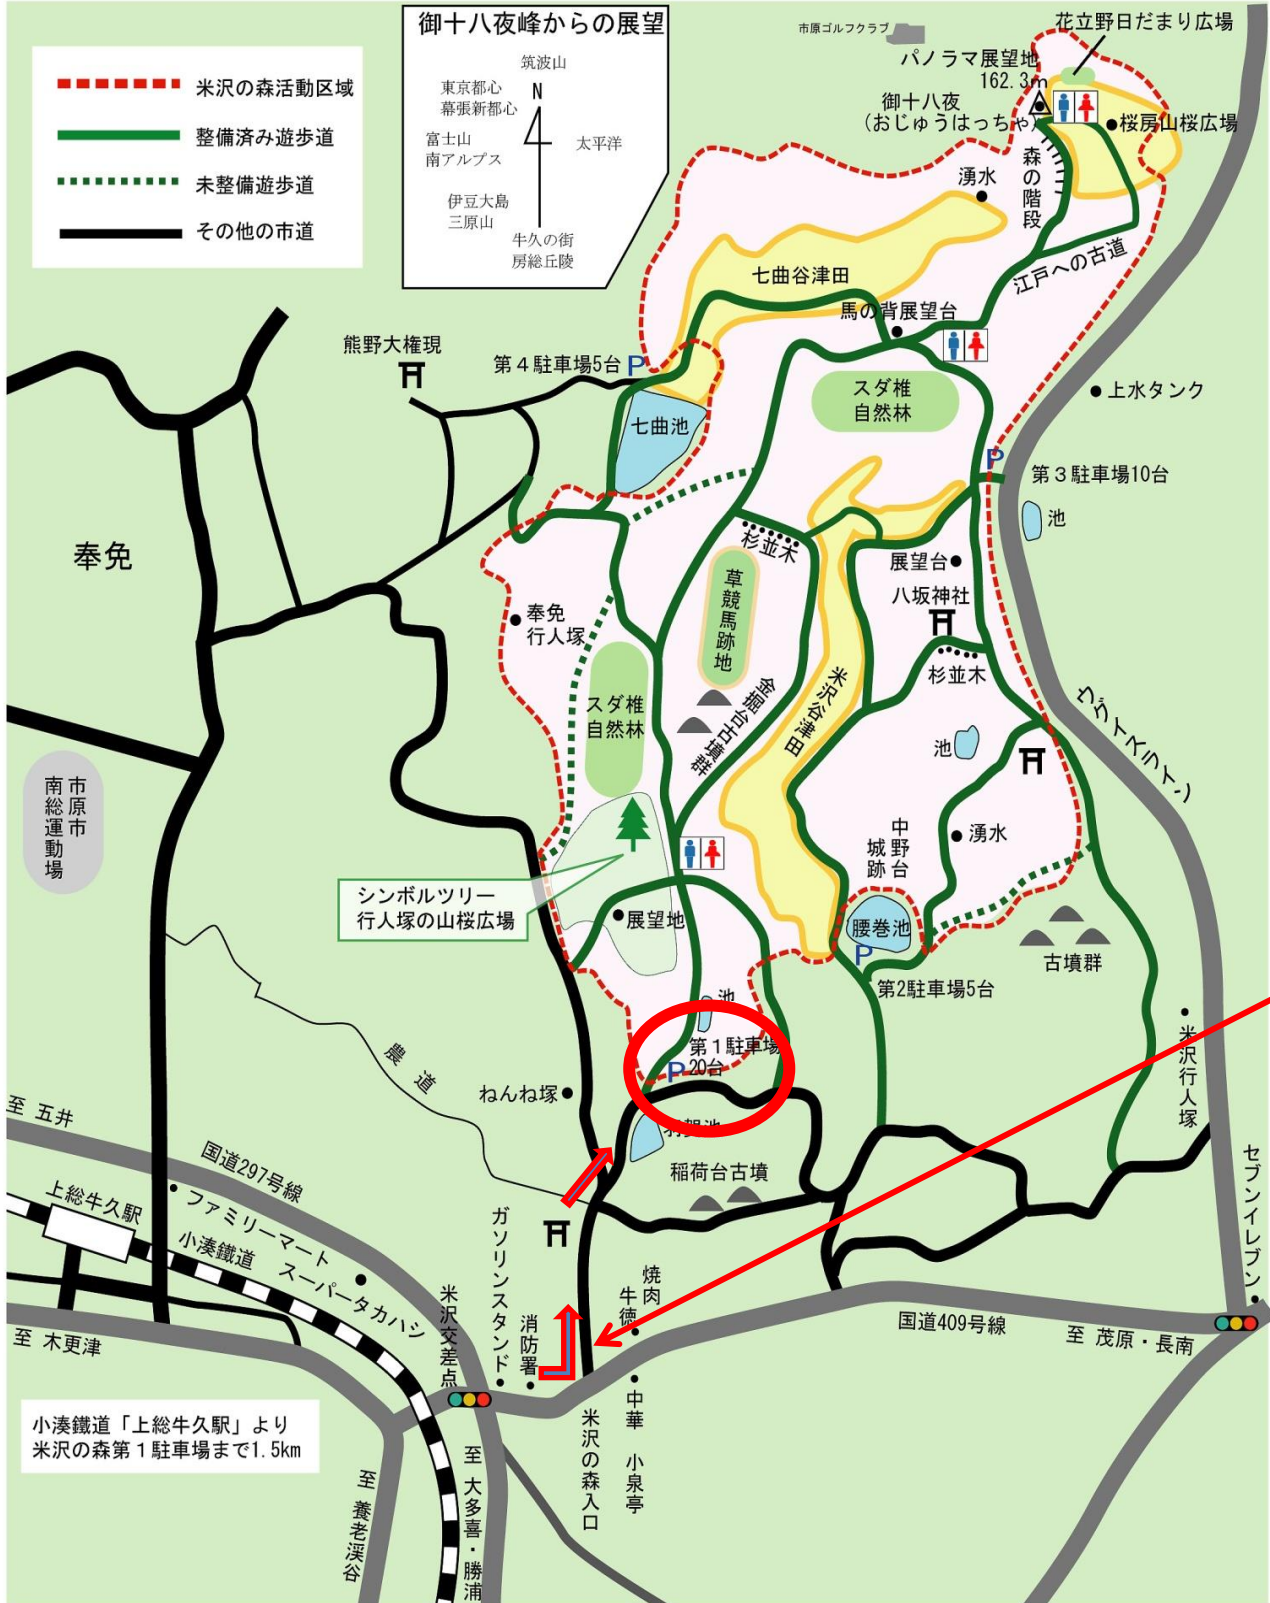 御十八夜峰からの展望
筑波山
東京都心
幕張新都心
N
富士山
南アルプス
太平洋
伊豆大島
三原山
牛久の街
房総丘陵
米沢の森活動区域
整備済み遊歩道
未整備遊歩道
その他の市道
市原ゴルフクラブ
花立野日だまり広場
パノラマ展望地
162.3m
御十八夜
(おじゅうはっちゃ)
桜房山桜広場
森の階段
湧水
江戸への古道
七曲谷津田
馬の背展望台
熊野大権現
第4駐車場5台
P
七曲池
スダ椎
自然林
上水タンク
P
第3駐車場10台
池
奉免
杉並木
展望台
八坂神社
草競馬跡地
奉免
行人塚
杉並木
スダ椎
自然林
金掘台古墳群
米沢谷津田
池
ウグイスライン
市原市
南総運動場
中野台
城跡
湧水
シンボルツリー
行人塚の山桜広場
展望地
腰巻池
P
第2駐車場5台
古墳群
池
第1駐車場
20台
P
米沢行人塚
農道
ねんね塚
稲荷台古墳
至 五井
国道297号線
上総牛久駅
ファミリーマート
小湊鐵道
スーパータカハシ
米沢交差点
ガソリンスタンド
消防署
焼肉
牛徳
セブンイレブン
国道409号線
至 茂原・長南
至 木更津
小湊鐵道「上総牛久駅」より
米沢の森第1駐車場まで1.5km
米沢の森入口
中華 小泉亭
至 養老渓谷
至 大多喜・勝浦